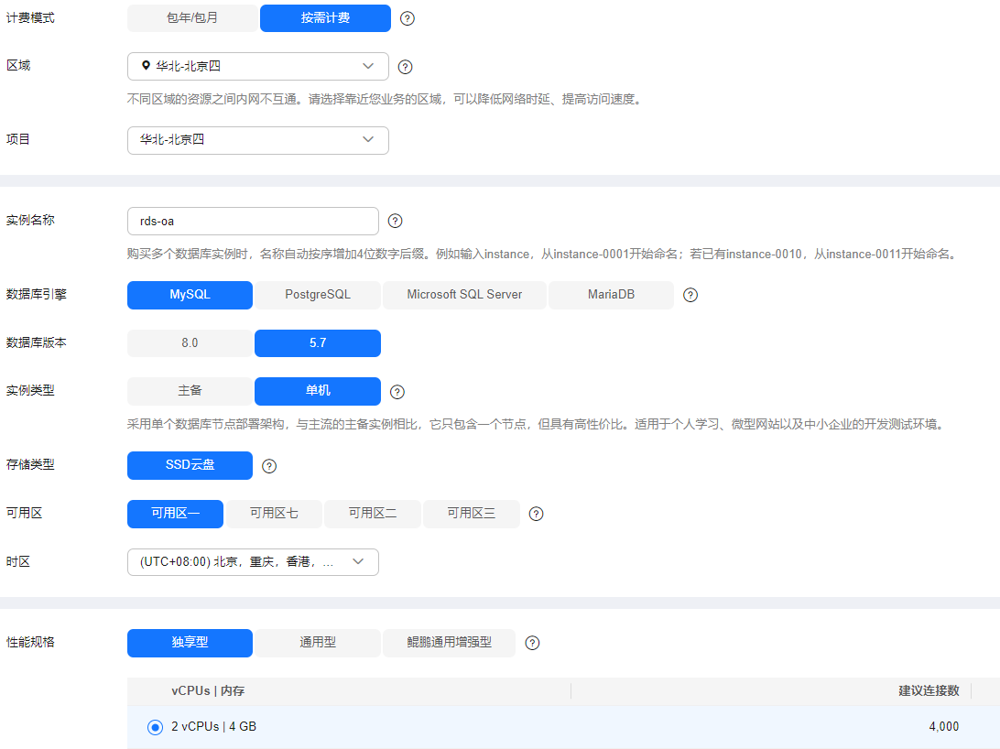 计费模式 包年/包月 按需计费
区域 华北-北京四
不同区域的资源之间内网不互通。请选择靠近您业务的区域，可以降低网络时延、提高访问速度。
项目 华北-北京四
实例名称 rds-oa
购买多个数据库实例时，名称自动按序增加4位数字后缀。例如输入instance，从instance-0001开始命名；若已有instance-0010，从instance-0011开始命名。
数据库引擎 MySQL PostgreSQL Microsoft SQL Server MariaDB
数据库版本 8.0 5.7
实例类型 主备 单机
采用单个数据库节点部署架构，与主流的主备实例相比，它只包含一个节点，但具有高性价比。适用于个人学习、微型网站以及中小企业的开发测试环境。
存储类型 SSD云盘
可用区 可用区一 可用区七 可用区二 可用区三
时区 (UTC+08:00) 北京，重庆，香港，...
性能规格 独享型 通用型 鲲鹏通用增强型
vCPUs | 内存 建议连接数
2 vCPUs | 4 GB 4,000